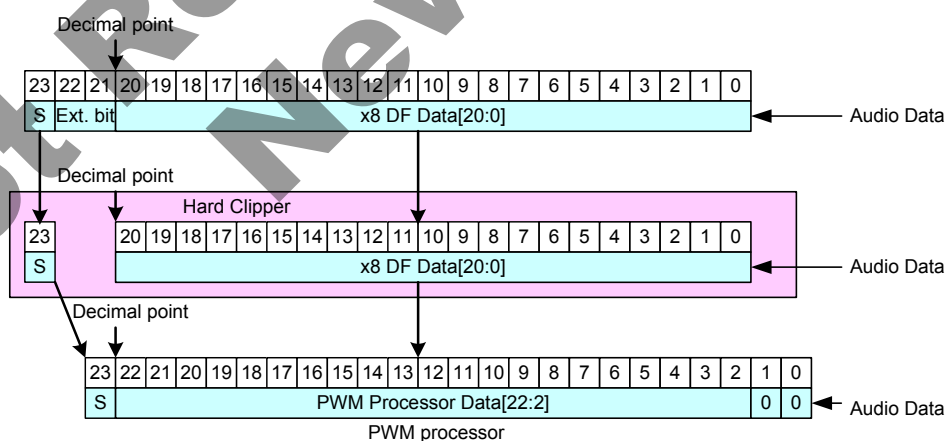 Decimal point
23 22 21 20 19 18 17 16 15 14 13 12 11 10 9 8 7 6 5 4 3 2 1 0
S Ext. bit x8 DF Data[20:0] Audio Data
Decimal point
Hard Clipper
23 20 19 18 17 16 15 14 13 12 11 10 9 8 7 6 5 4 3 2 1 0
S x8 DF Data[20:0] Audio Data
Decimal point
23 22 21 20 19 18 17 16 15 14 13 12 11 10 9 8 7 6 5 4 3 2 1 0
S PWM Processor Data[22:2] 0 0 Audio Data
PWM processor